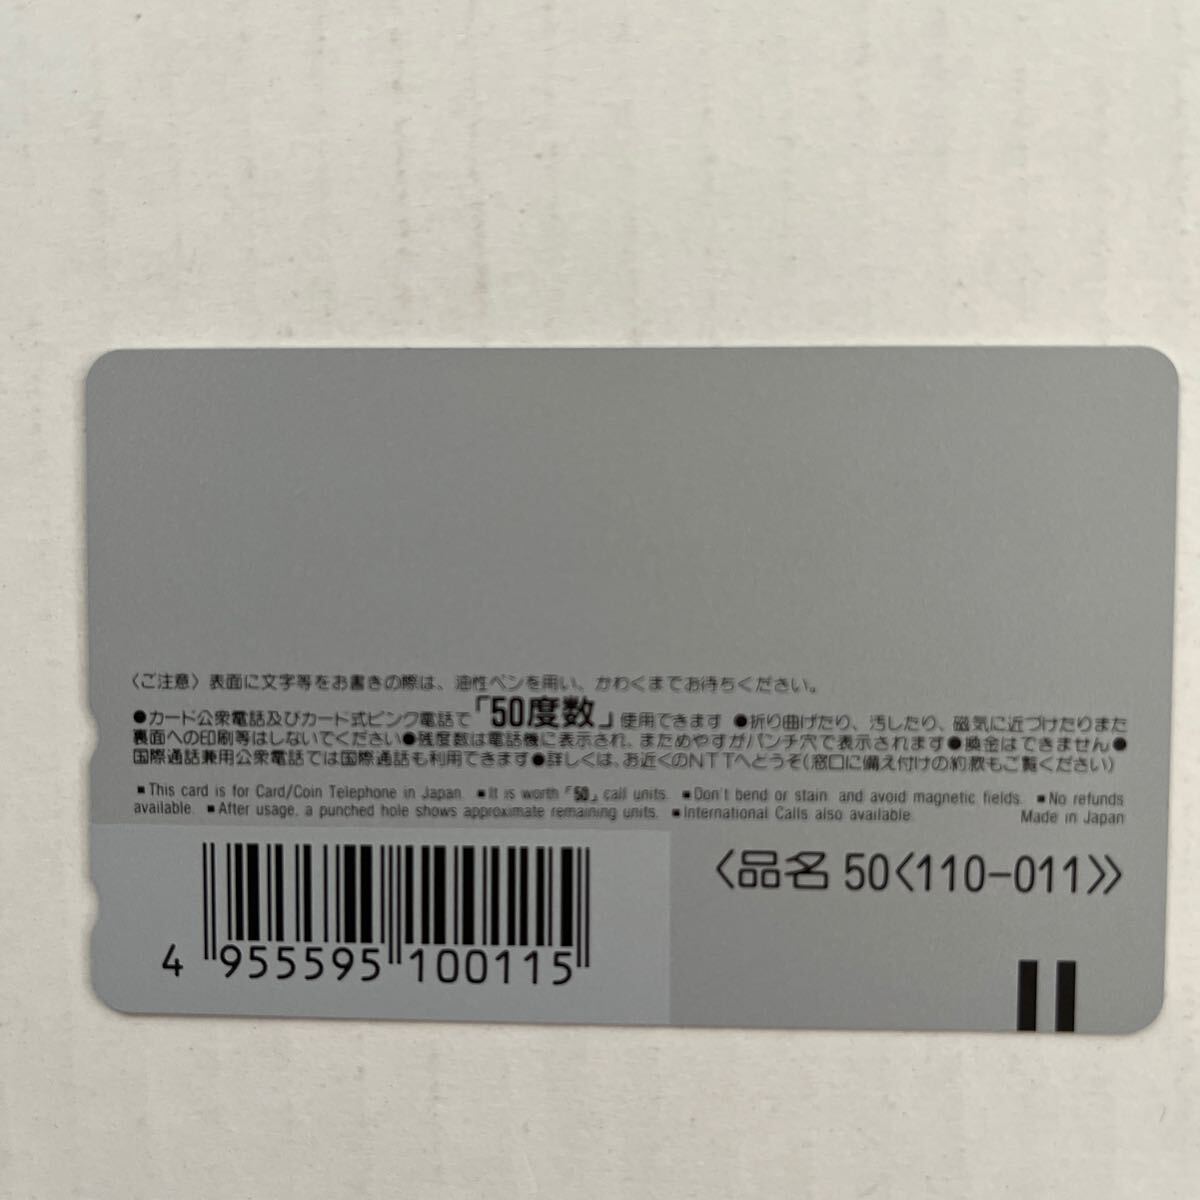 〈ご注意〉表面に文字等をお書きの際は、油性ペンを用い、かわくまでお待ちください。
●カード公衆電話及びカード式ピンク電話で「50度数」使用できます ●折り曲げたり、汚したり、磁気に近づけたりまた
裏面への印刷等はしないでください●残度数は電話機に表示され、まためやすがパンチ穴で表示されます●換金はできません●
国際通話兼用公衆電話では国際通話も利用できます●詳しくは、お近くのNTTへどうぞ(窓口に備え付けの約款もご覧ください)
■This card is for Card/Coin Telephone in Japan. ■It is worth「50」call units. ■Don't bend or stain and avoid magnetic fields. ■No refunds
available. ■After usage, a punched hole shows approximate remaining units. ■International Calls also available.
Made in Japan
〈品名 50〈110-011〉〉
4 955595 100115